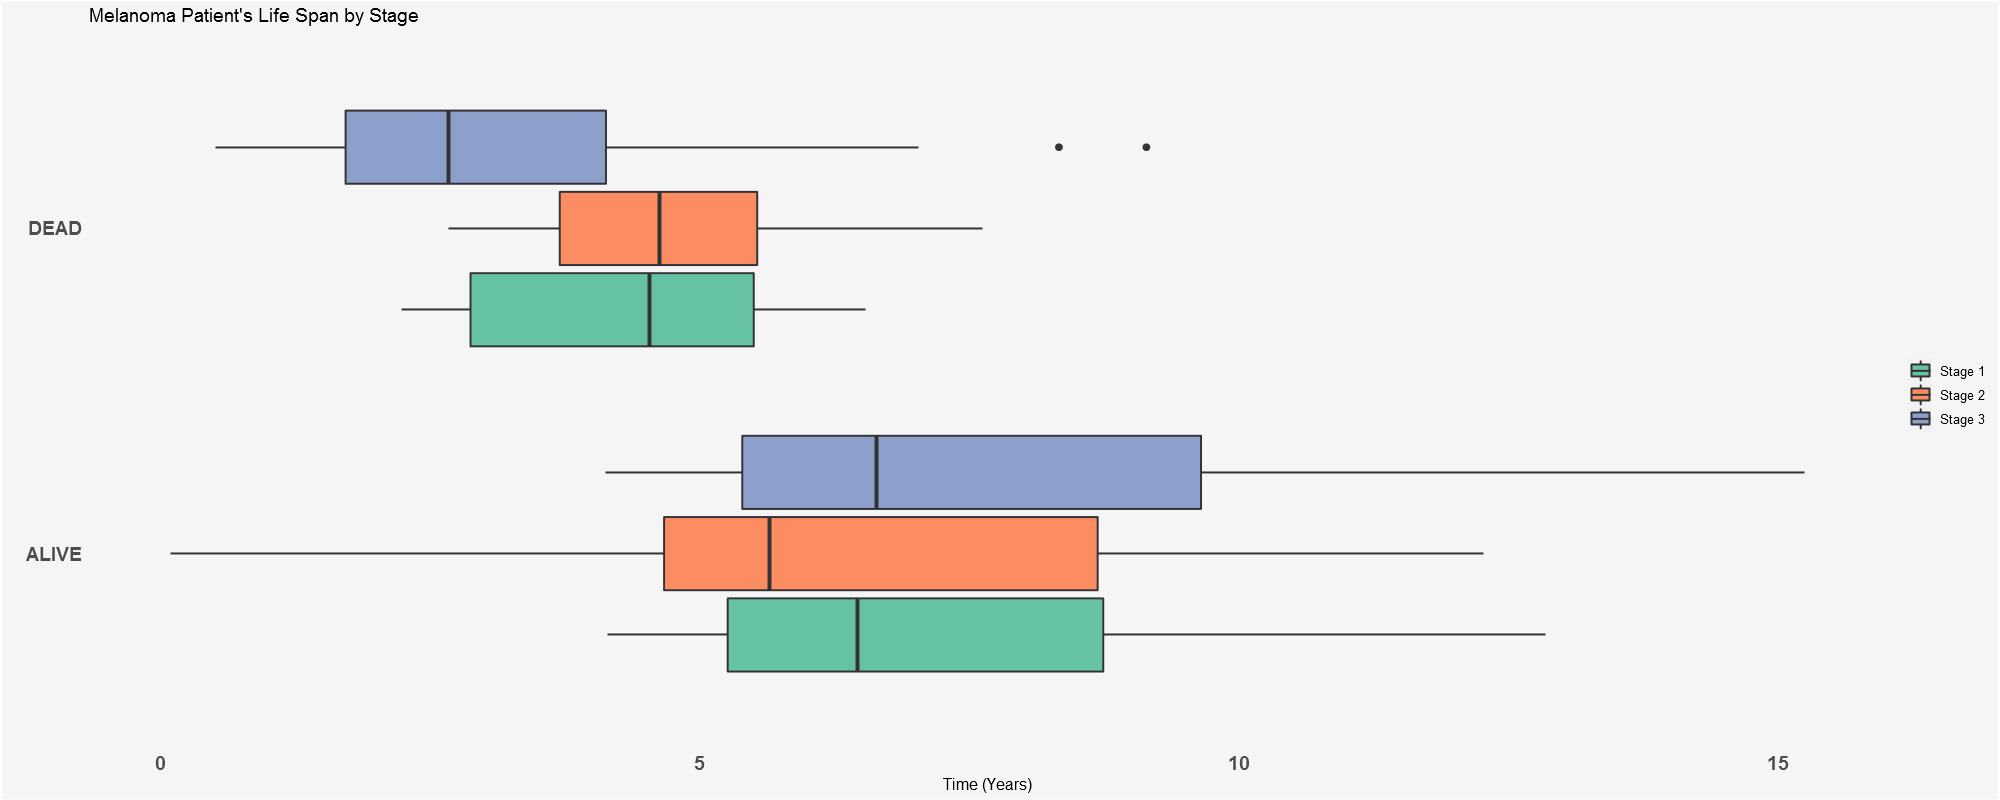 Melanoma Patient's Life Span by Stage
DEAD
ALIVE
Stage 1
Stage 2
Stage 3
0 5 10 15
Time (Years)